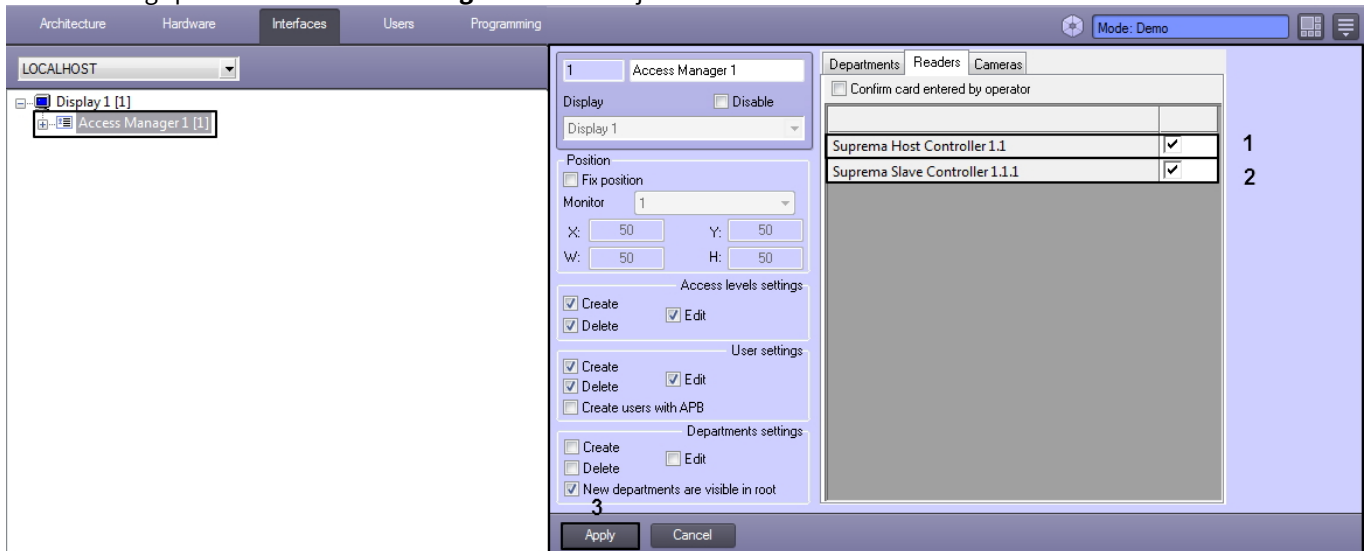 Architecture Hardware Interfaces Users Programming Mode: Demo
LOCALHOST
Display 1 [1]
Access Manager 1 [1]
1 Access Manager 1
Display Disable
Display 1
Position
Fix position
Monitor 1
X: 50 Y: 50
W: 50 H: 50
Access levels settings
Create
Edit
Delete
User settings
Create
Edit
Delete
Create users with APB
Departments settings
Create
Edit
Delete
New departments are visible in root
3
Apply Cancel
Departments Readers Cameras
Confirm card entered by operator
Suprema Host Controller 1.1 1
Suprema Slave Controller 1.1.1 2